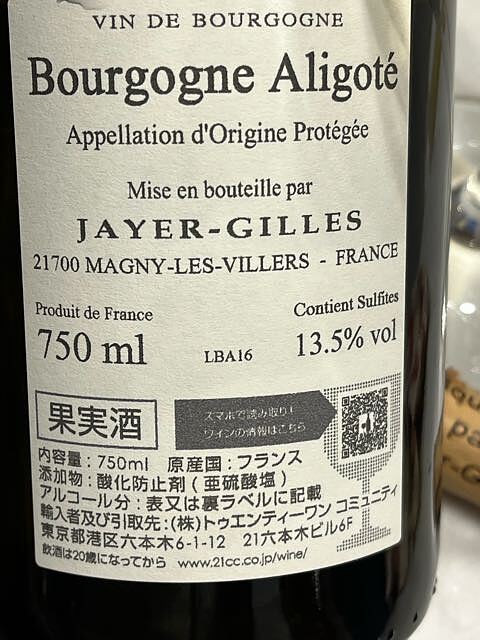 VIN DE BOURGOGNE
Bourgogne Aligoté
Appellation d'Origine Protégée
Mise en bouteille par
JAYER-GILLES
21700 MAGNY-LES-VILLERS - FRANCE
Produit de France
Contient Sulfites
750 ml
LBA16
13.5% vol
果実酒
スマホで読み取り!
ワインの情報はこちら
内容量:750ml 原産国:フランス
添加物:酸化防止剤(亜硫酸塩)
アルコール分:表又は裏ラベルに記載
輸入者及び引取先:(株)トゥエンティーワン コミュニティ
東京都港区六本木6-1-12 21六本木ビル6F
飲酒は20歳になってから www.21cc.co.jp/wine/